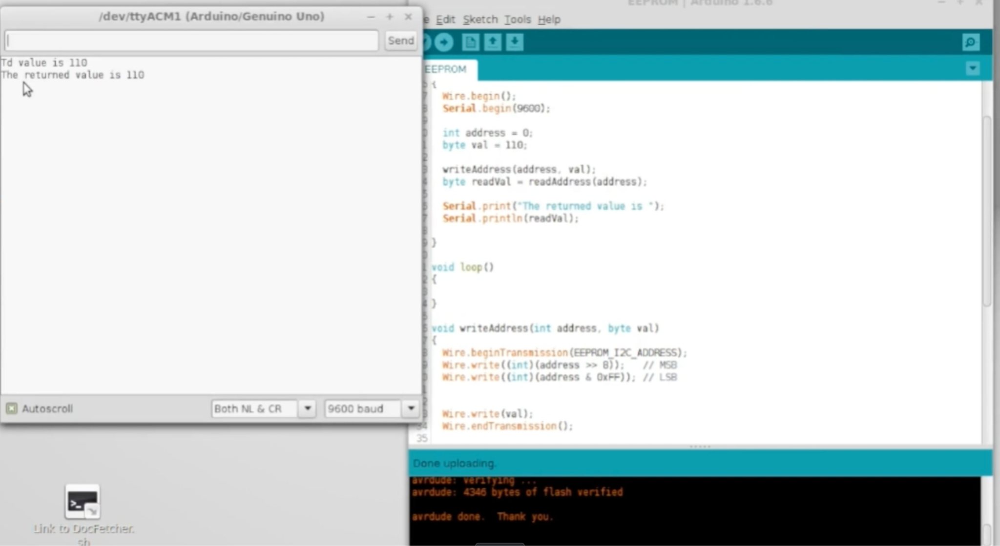 /dev/ttyACM1 (Arduino/Genuino Uno)
Send
Td value is 110
The returned value is 110
Autoscroll
Both NL & CR
9600 baud
Link to DocFetcher.
sh
EEPROM | Arduino 1.6.6
Edit Sketch Tools Help
EEPROM
{
Wire.begin();
Serial.begin(9600);
int address = 0;
byte val = 110;
writeAddress(address, val);
byte readVal = readAddress(address);
Serial.print("The returned value is ");
Serial.println(readVal);
}
void loop()
{
}
void writeAddress(int address, byte val)
{
Wire.beginTransmission(EEPROM_I2C_ADDRESS);
Wire.write((int)(address >> 8));   // MSB
Wire.write((int)(address & 0xFF)); // LSB
Wire.write(val);
34 Wire.endTransmission();
35
Done uploading.
avrdude: verifying ...
avrdude: 4346 bytes of flash verified
avrdude done.  Thank you.